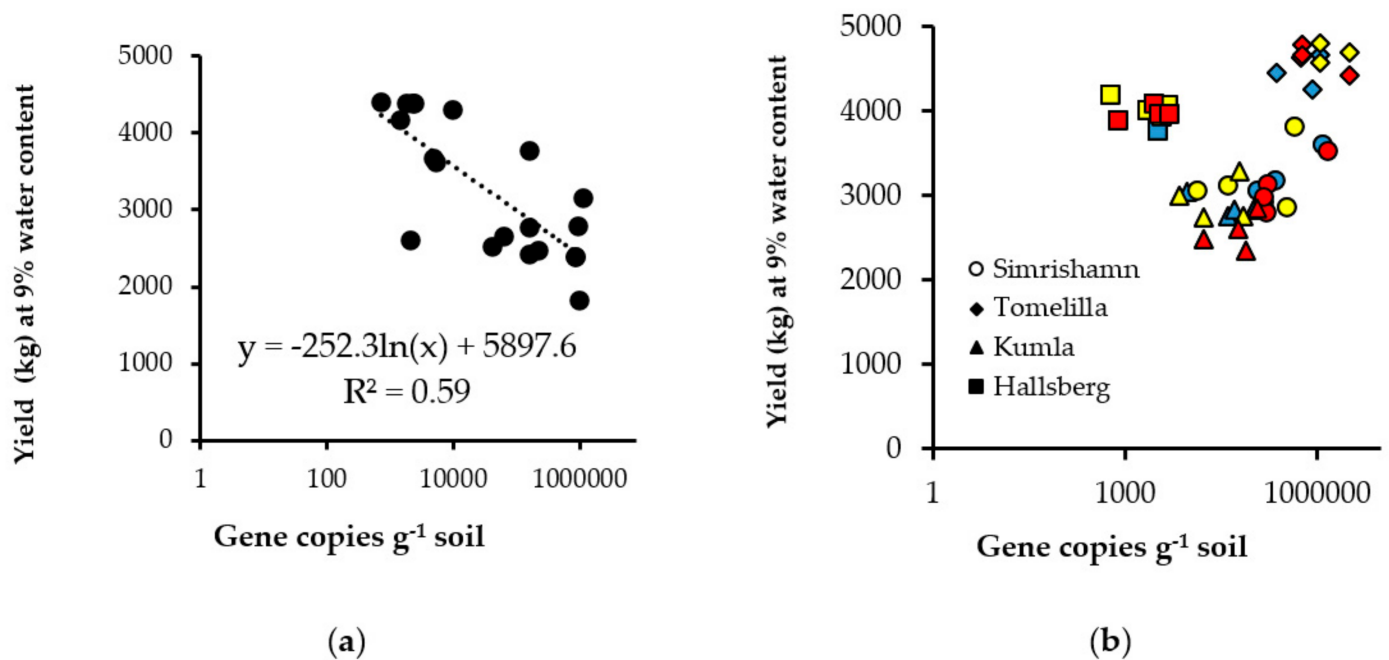 5000
4000
3000
2000
1000
0
Yield (kg) at 9% water content
y = -252.3ln(x) + 5897.6
R² = 0.59
1 100 10000 1000000
Gene copies g⁻¹ soil
(a)
5000
4000
3000
2000
1000
0
Yield (kg) at 9% water content
Simrishamn
Tomelilla
Kumla
Hallsberg
1 1000 1000000
Gene copies g⁻¹ soil
(b)